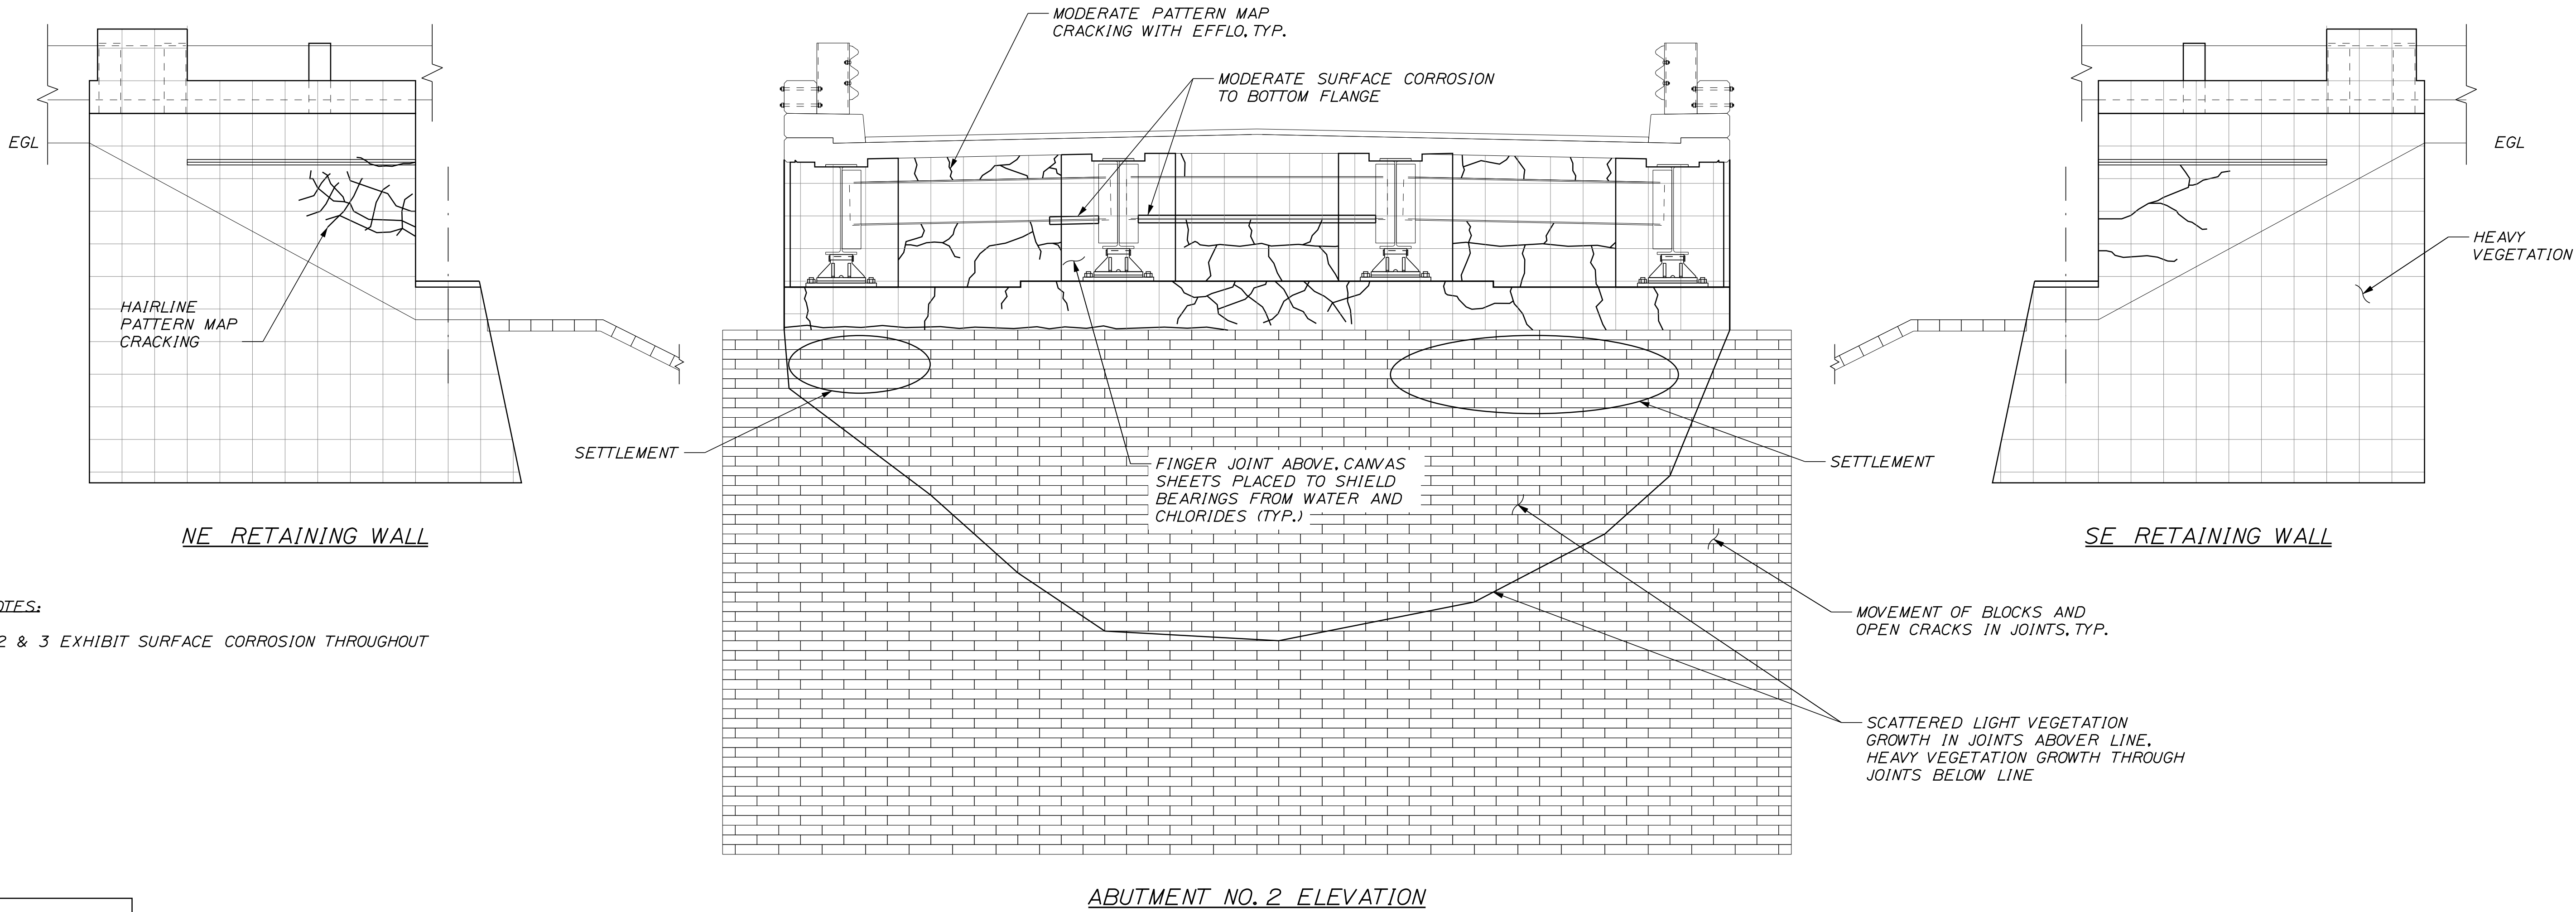 MODERATE PATTERN MAP
CRACKING WITH EFFLO, TYP.
MODERATE SURFACE CORROSION
TO BOTTOM FLANGE
EGL
EGL
HEAVY
VEGETATION
HAIRLINE
PATTERN MAP
CRACKING
SETTLEMENT
FINGER JOINT ABOVE, CANVAS
SHEETS PLACED TO SHIELD
BEARINGS FROM WATER AND
CHLORIDES (TYP.)
SETTLEMENT
NE RETAINING WALL
SE RETAINING WALL
OTES:
2 & 3 EXHIBIT SURFACE CORROSION THROUGHOUT
MOVEMENT OF BLOCKS AND
OPEN CRACKS IN JOINTS, TYP.
SCATTERED LIGHT VEGETATION
GROWTH IN JOINTS ABOVER LINE,
HEAVY VEGETATION GROWTH THROUGH
JOINTS BELOW LINE
ABUTMENT NO. 2 ELEVATION